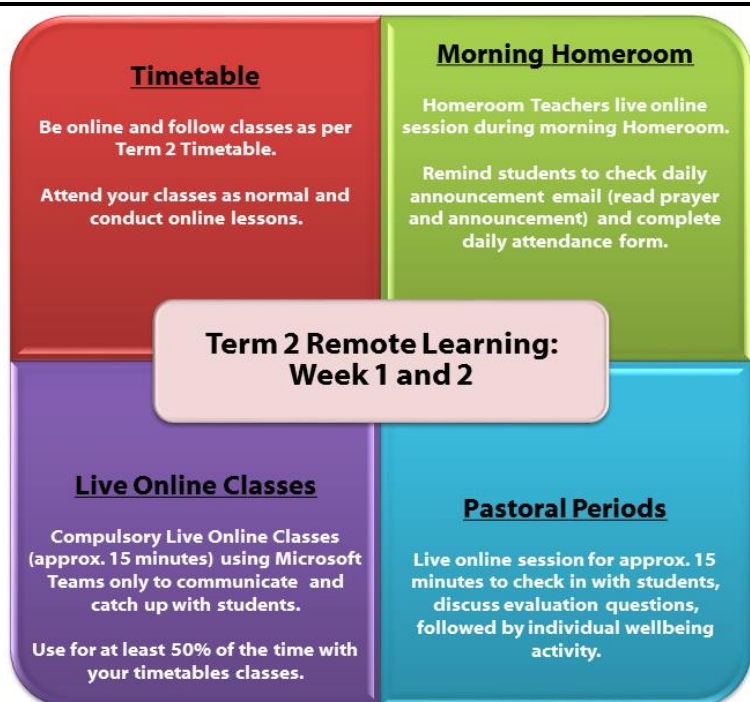 Timetable
Be online and follow classes as per
Term 2 Timetable.
Attend your classes as normal and
conduct online lessons.
Morning Homeroom
Homeroom Teachers live online
session during morning Homeroom.
Remind students to check daily
announcement email (read prayer
and announcement) and complete
daily attendance form.
Term 2 Remote Learning:
Week 1 and 2
Live Online Classes
Compulsory Live Online Classes
(approx. 15 minutes) using Microsoft
Teams only to communicate and
catch up with students.
Use for at least 50% of the time with
your timetables classes.
Pastoral Periods
Live online session for approx. 15
minutes to check in with students,
discuss evaluation questions,
followed by individual wellbeing
activity.